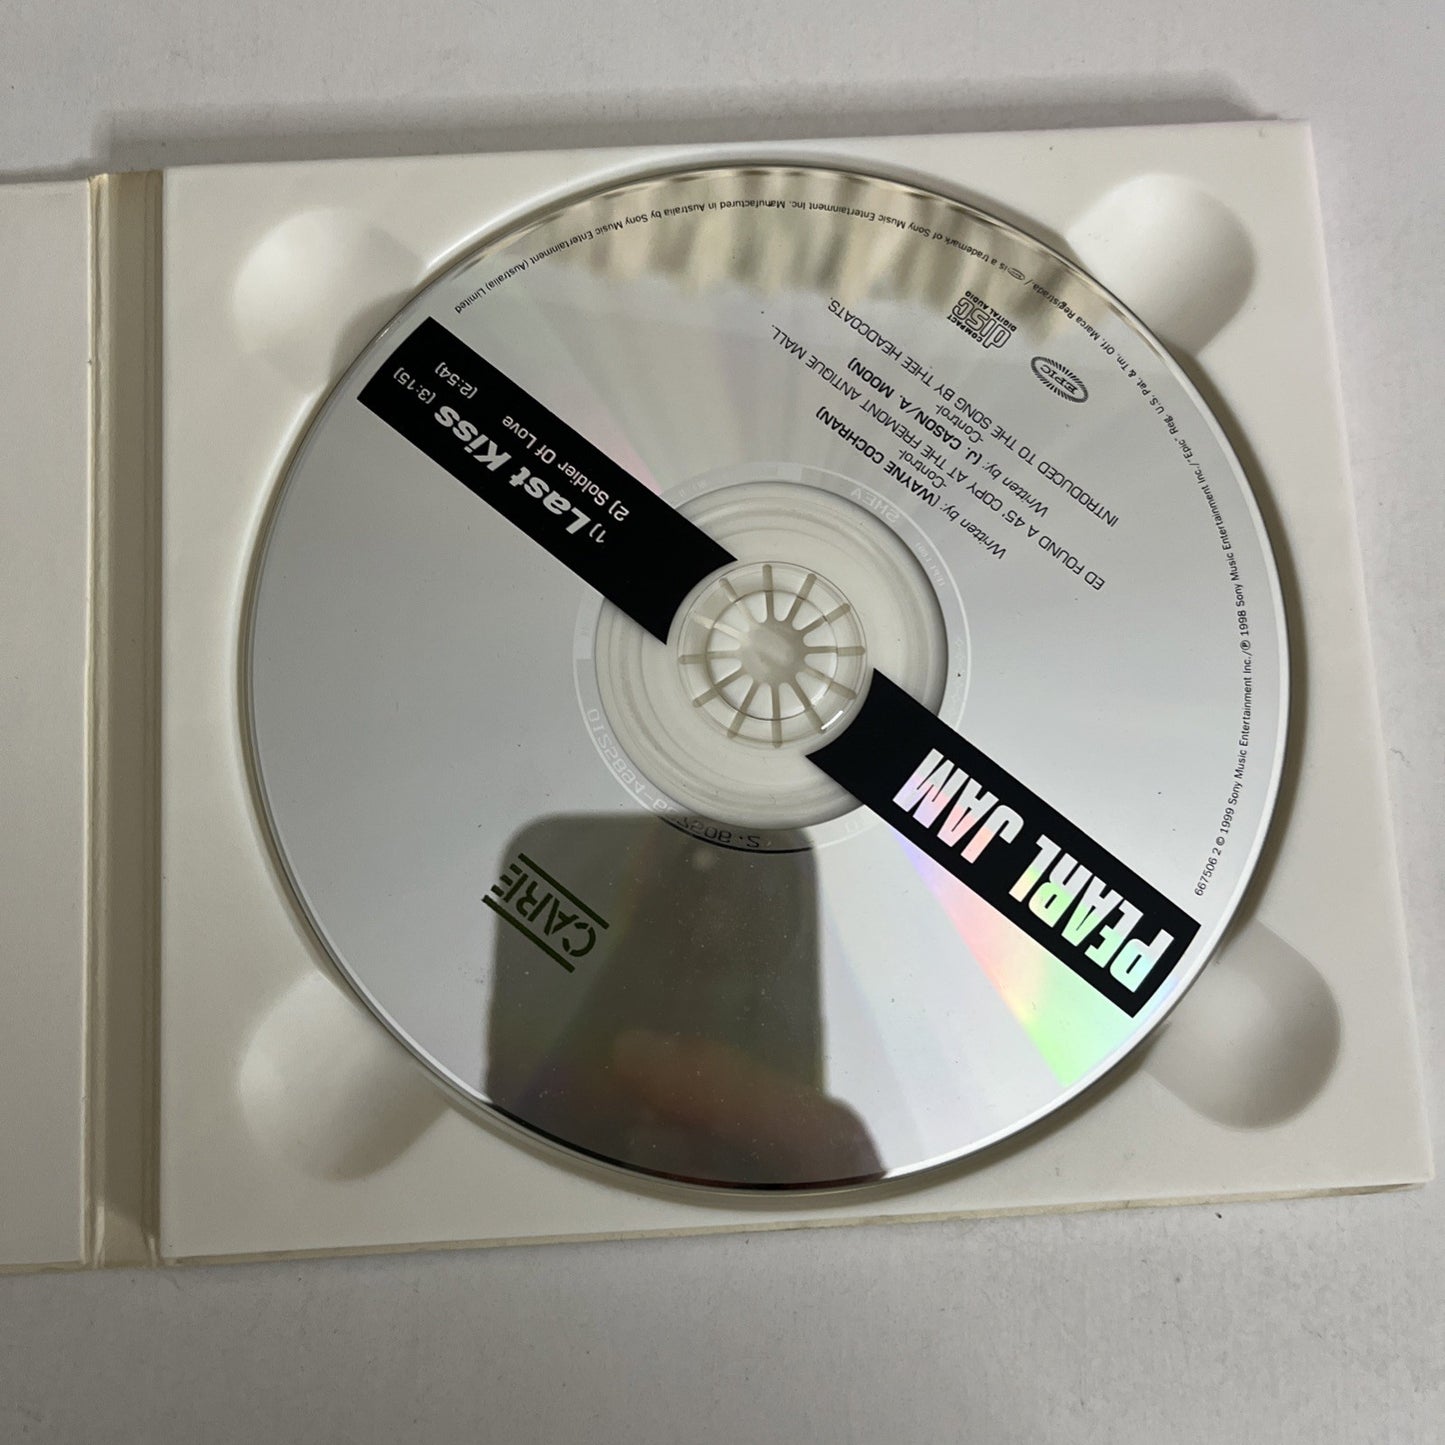 PEARL JAM
1) Last Kiss (3:15)
2) Soldier Of Love (2:54)
Written by: (WAYNE COCHRAN)
-Control-
ED FOUND A 45' COPY AT THE FREMONT ANTIQUE MALL.
Written by: (J. CASON/A. MOON)
-Control-
INTRODUCED TO THE SONG BY THEE HEADCOATS.
COMPACT
disc
DIGITAL AUDIO
EPIC
CARE
667506 2 © 1999 Sony Music Entertainment Inc./℗ 1998 Sony Music Entertainment Inc./"Epic" Reg. U.S. Pat. & Tm. Off. Marca Registrada./ is a trademark of Sony Music Entertainment Inc. Manufactured in Australia by Sony Music Entertainment (Australia) Limited